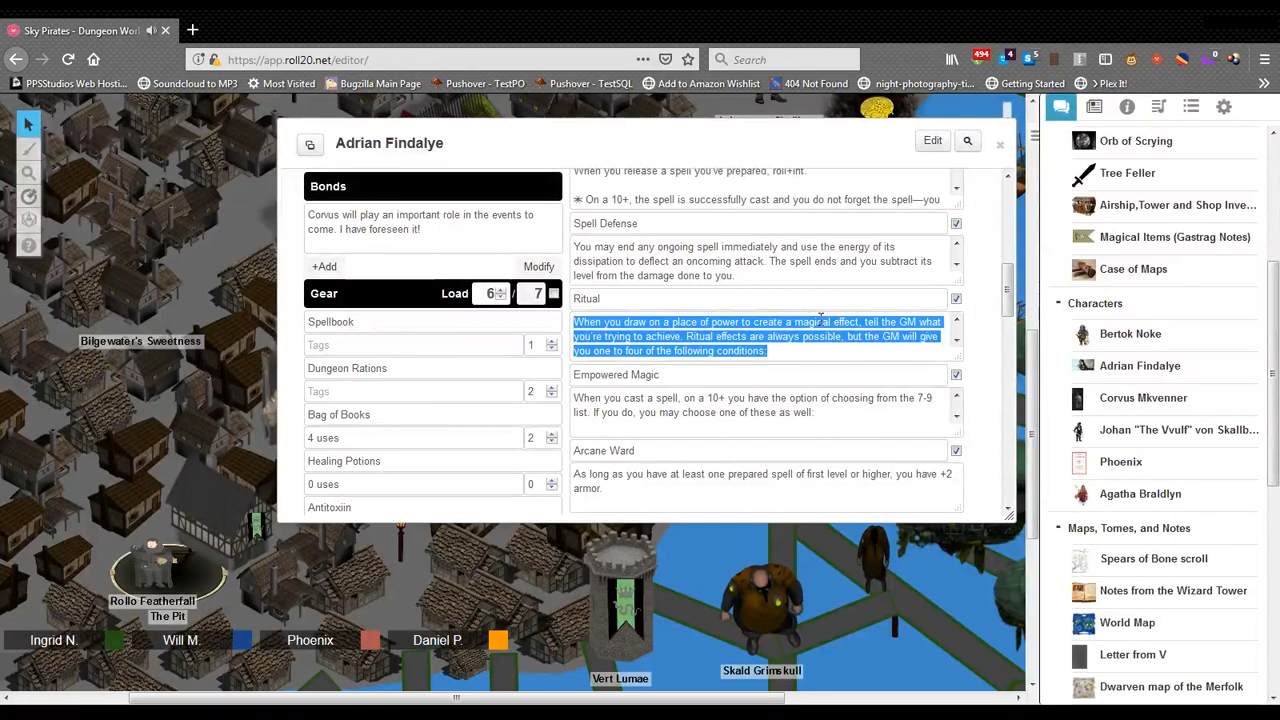 Sky Pirates - Dungeon Worl
https://app.roll20.net/editor/
Search
494
4
5
0
PPSStudios Web Hosti...
Soundcloud to MP3
Most Visited
Bugzilla Main Page
Pushover - TestPO
Pushover - TestSQL
Add to Amazon Wishlist
404 Not Found
night-photography-ti...
Getting Started
> Plex It!
Adrian Findalye
Edit
Bonds
Corvus will play an important role in the events to
come. I have foreseen it!
+Add
Modify
Gear
Load
6 / 7
Spellbook
Tags
1
Dungeon Rations
Tags
2
Bag of Books
4 uses
2
Healing Potions
0 uses
0
Antitoxiin
When you release a spell you've prepared, roll+Int.
✴ On a 10+, the spell is successfully cast and you do not forget the spell—you
Spell Defense
You may end any ongoing spell immediately and use the energy of its
dissipation to deflect an oncoming attack. The spell ends and you subtract its
level from the damage done to you.
Ritual
When you draw on a place of power to create a magical effect, tell the GM what
you're trying to achieve. Ritual effects are always possible, but the GM will give
you one to four of the following conditions:
Empowered Magic
When you cast a spell, on a 10+ you have the option of choosing from the 7-9
list. If you do, you may choose one of these as well:
Arcane Ward
As long as you have at least one prepared spell of first level or higher, you have +2
armor.
Bilgewater's Sweetness
Rollo Featherfall
The Pit
Ingrid N.
Will M.
Phoenix
Daniel P.
Vert Lumae
Skald Grimskull
Orb of Scrying
Tree Feller
Airship,Tower and Shop Inve...
Magical Items (Gastrag Notes)
Case of Maps
Characters
Bertok Noke
Adrian Findalye
Corvus Mkvenner
Johan "The Vvulf" von Skallb...
Phoenix
Agatha Braldlyn
Maps, Tomes, and Notes
Spears of Bone scroll
Notes from the Wizard Tower
World Map
Letter from V
Dwarven map of the Merfolk